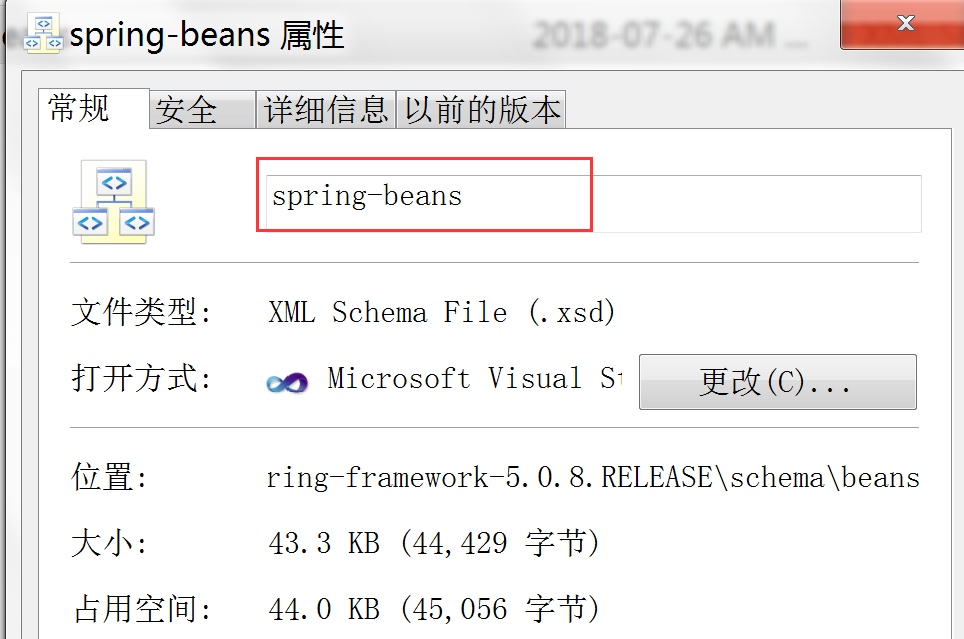 spring-beans 属性
2018-07-26 AM
常规 安全 详细信息 以前的版本
spring-beans
文件类型: XML Schema File (.xsd)
打开方式: Microsoft Visual 更改(C)...
位置: ring-framework-5.0.8.RELEASE\schema\beans
大小: 43.3 KB (44,429 字节)
占用空间: 44.0 KB (45,056 字节)